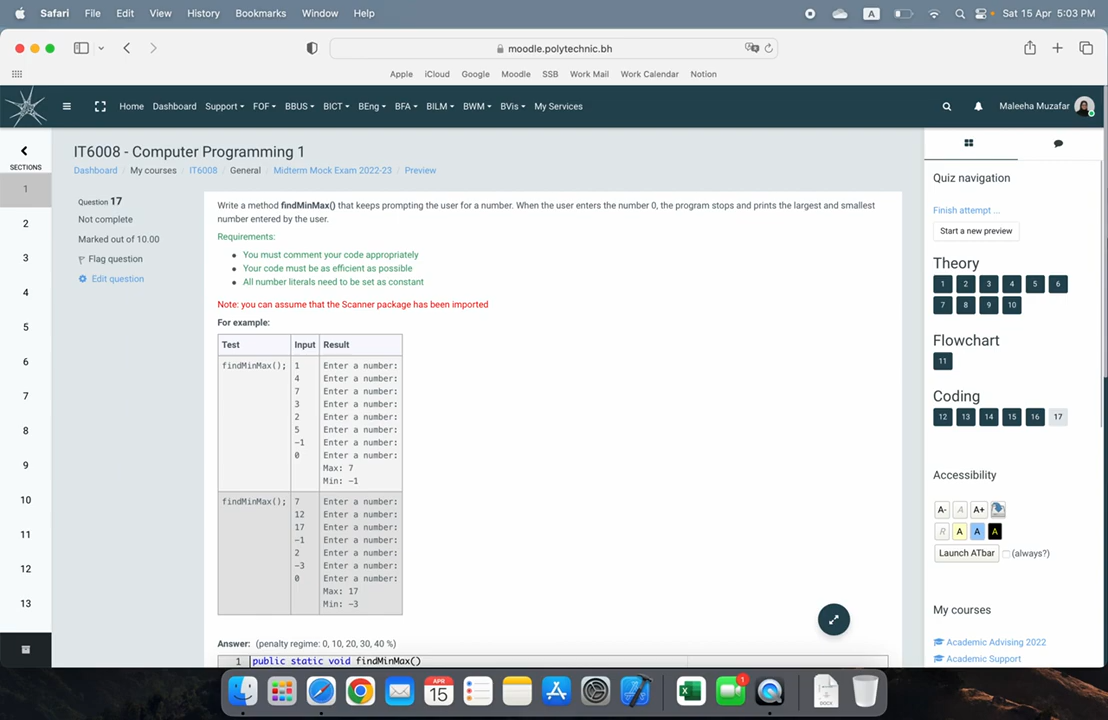 Safari File Edit View History Bookmarks Window Help A Sat 15 Apr 5:03 PM
moodle.polytechnic.bh
Apple iCloud Google Moodle SSB Work Mail Work Calendar Notion
Home Dashboard Support FOF BBUS BICT BEng BFA BILM BWM BVis My Services Maleeha Muzafar
SECTIONS
1
2
3
4
5
6
7
8
9
10
11
12
13
IT6008 - Computer Programming 1
Dashboard / My courses / IT6008 / General / Midterm Mock Exam 2022-23 / Preview
Question 17
Not complete
Marked out of 10.00
Flag question
Edit question
Write a method findMinMax() that keeps prompting the user for a number. When the user enters the number 0, the program stops and prints the largest and smallest
number entered by the user.
Requirements:
You must comment your code appropriately
Your code must be as efficient as possible
All number literals need to be set as constant
Note: you can assume that the Scanner package has been imported
For example:
Test Input Result
findMinMax(); 1 Enter a number:
4 Enter a number:
7 Enter a number:
3 Enter a number:
2 Enter a number:
5 Enter a number:
-1 Enter a number:
0 Enter a number:
Max: 7
Min: -1
findMinMax(); 7 Enter a number:
12 Enter a number:
17 Enter a number:
-1 Enter a number:
2 Enter a number:
-3 Enter a number:
0 Enter a number:
Max: 17
Min: -3
Answer: (penalty regime: 0, 10, 20, 30, 40 %)
1 public static void findMinMax()
Quiz navigation
Finish attempt ...
Start a new preview
Theory
1 2 3 4 5 6
7 8 9 10
Flowchart
11
Coding
12 13 14 15 16 17
Accessibility
A- A A+
R A A A
Launch ATbar (always?)
My courses
Academic Advising 2022
Academic Support
APR
15
1
DOCX